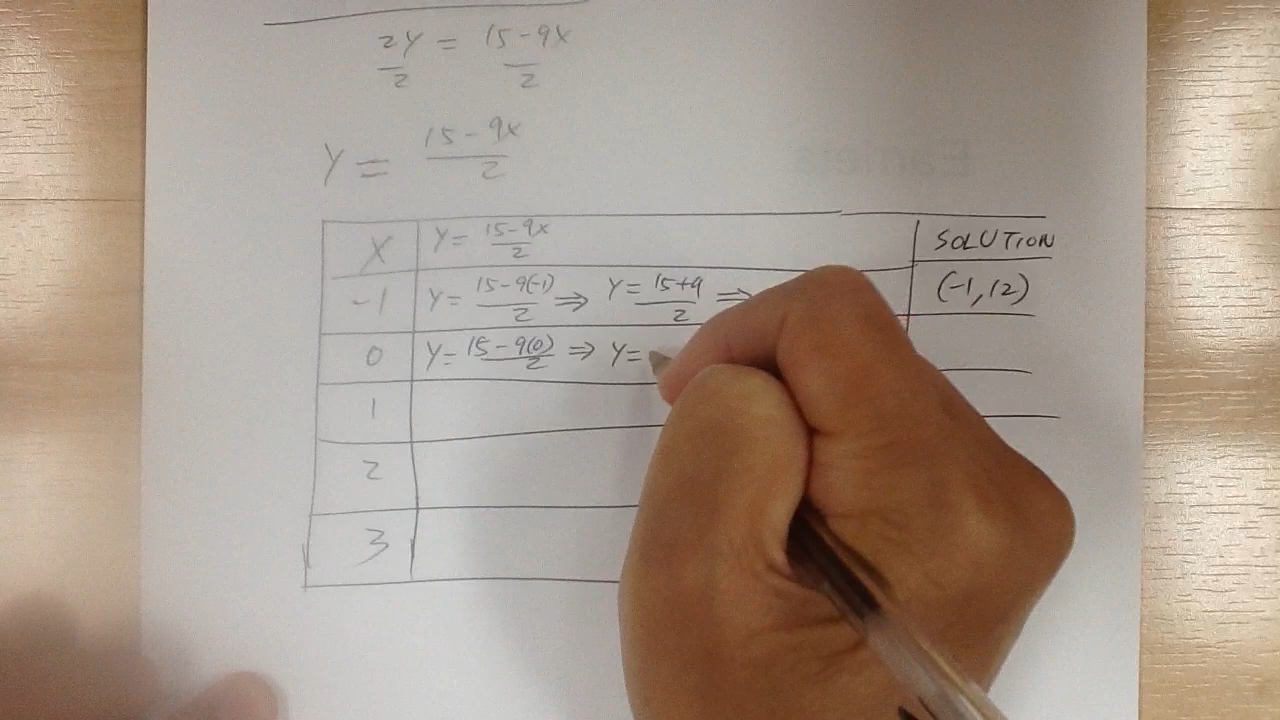 2Y = 15-9X
2 2
Y = 15-9X
2
X Y = 15-9X / 2 SOLUTION
-1 Y = 15-9(-1) / 2 ⇒ Y = 15+9 / 2 ⇒ (-1, 12)
0 Y = 15-9(0) / 2 ⇒ Y =
1
2
3